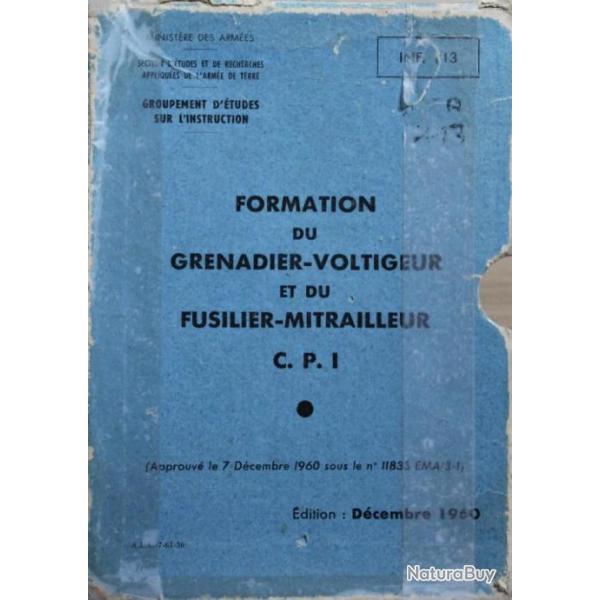 MINISTÈRE DES ARMÉES
SECTION D'ÉTUDES ET DE RECHERCHES
APPLIQUÉES DE L'ARMÉE DE TERRE
GROUPEMENT D'ÉTUDES
SUR L'INSTRUCTION
INF. 113
FORMATION
DU
GRENADIER-VOLTIGEUR
ET DU
FUSILIER-MITRAILLEUR
C. P. I
(Approuvé le 7 Décembre 1960 sous le n° 11833 EMA/3-I)
Édition : Décembre 1960
NaturaBuy